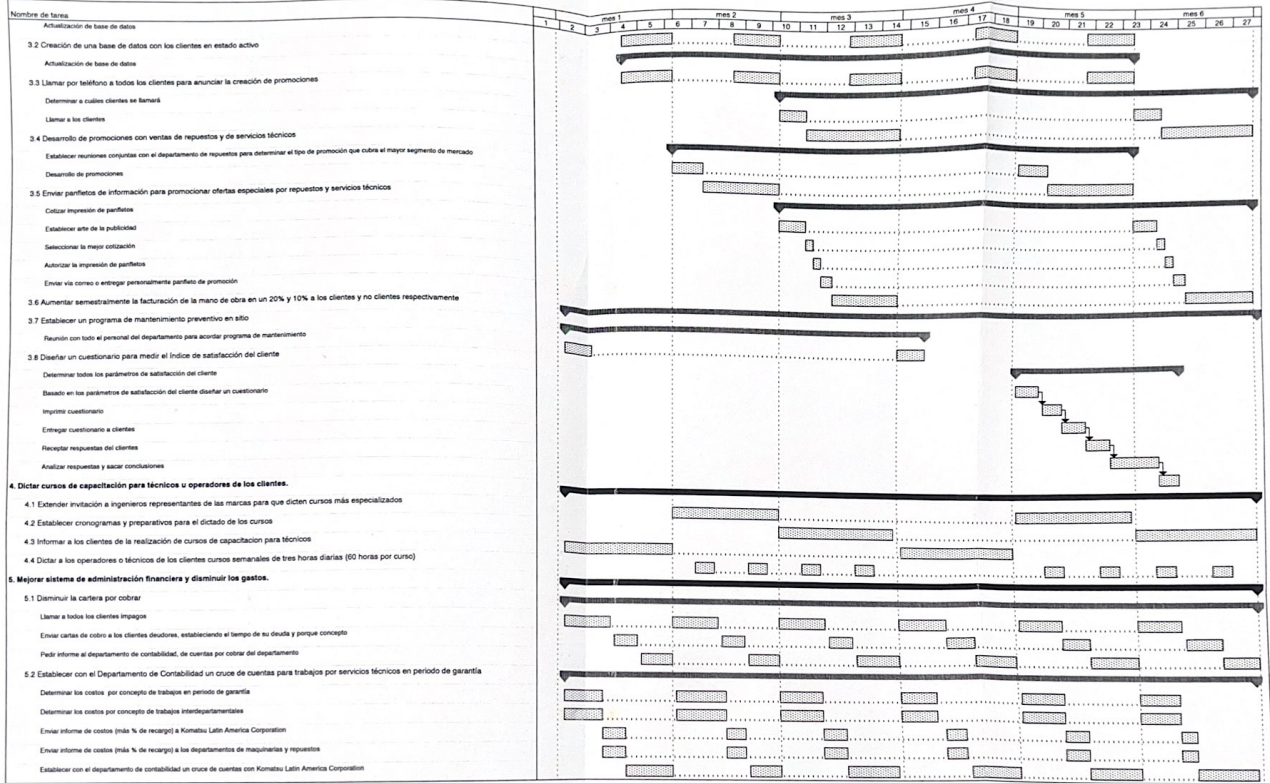 Nombre de tarea
mes 1 mes 2 mes 3 mes 4 mes 5 mes 6
1 2 3 4 5 6 7 8 9 10 11 12 13 14 15 16 17 18 19 20 21 22 23 24 25 26 27
Actualización de base de datos
3.2 Creación de una base de datos con los clientes en estado activo
Actualización de base de datos
3.3 Llamar por teléfono a todos los clientes para anunciar la creación de promociones
Determinar a cuáles clientes se llamará
Llamar a los clientes
3.4 Desarrollo de promociones con ventas de repuestos y de servicios técnicos
Establecer reuniones conjuntas con el departamento de repuestos para determinar el tipo de promoción que cubra el mayor segmento de mercado
Desarrollo de promociones
3.5 Enviar panfletos de información para promocionar ofertas especiales por repuestos y servicios técnicos
Cotizar impresión de panfletos
Establecer arte de la publicidad
Seleccionar la mejor cotización
Autorizar la impresión de panfletos
Enviar vía correo o entregar personalmente panfleto de promoción
3.6 Aumentar semestralmente la facturación de la mano de obra en un 20% y 10% a los clientes y no clientes respectivamente
3.7 Establecer un programa de mantenimiento preventivo en sitio
Reunión con todo el personal del departamento para acordar programa de mantenimiento
3.8 Diseñar un cuestionario para medir el índice de satisfacción del cliente
Determinar todos los parámetros de satisfacción del cliente
Basado en los parámetros de satisfacción del cliente diseñar un cuestionario
Imprimir cuestionario
Entregar cuestionario a clientes
Receptar respuestas del clientes
Analizar respuestas y sacar conclusiones
4. Dictar cursos de capacitación para técnicos u operadores de los clientes.
4.1 Extender invitación a ingenieros representantes de las marcas para que dicten cursos más especializados
4.2 Establecer cronogramas y preparativos para el dictado de los cursos
4.3 Informar a los clientes de la realización de cursos de capacitacion para técnicos
4.4 Dictar a los operadores o técnicos de los clientes cursos semanales de tres horas diarias (60 horas por curso)
5. Mejorar sistema de administración financiera y disminuir los gastos.
5.1 Disminuir la cartera por cobrar
Llamar a todos los clientes impagos
Enviar cartas de cobro a los clientes deudores, estableciendo el tiempo de su deuda y porque concepto
Pedir informe al departamento de contabilidad, de cuentas por cobrar del departamento
5.2 Establecer con el Departamento de Contabilidad un cruce de cuentas para trabajos por servicios técnicos en periodo de garantía
Determinar los costos por concepto de trabajos en periodo de garantía
Determinar los costos por concepto de trabajos interdepartamentales
Enviar informe de costos (más % de recargo) a Komatsu Latin America Corporation
Enviar informe de costos (más % de recargo) a los departamentos de maquinarias y repuestos
Establecer con el departamento de contabilidad un cruce de cuentas con Komatsu Latin America Corporation